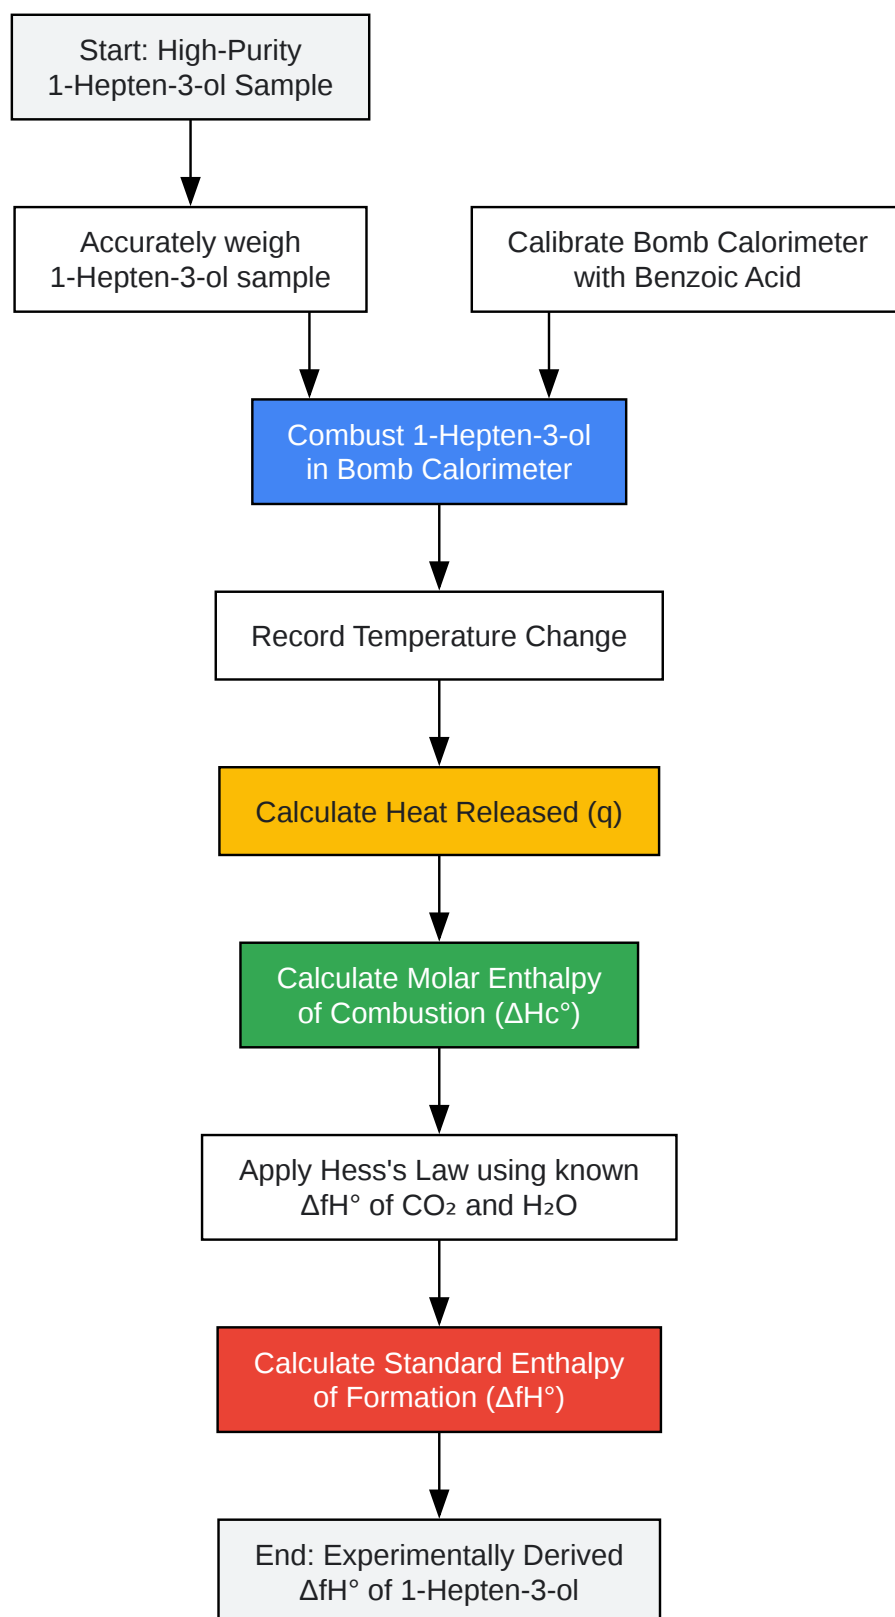 Start: High-Purity
1-Hepten-3-ol Sample
Accurately weigh
1-Hepten-3-ol sample
Calibrate Bomb Calorimeter
with Benzoic Acid
Combust 1-Hepten-3-ol
in Bomb Calorimeter
Record Temperature Change
Calculate Heat Released (q)
Calculate Molar Enthalpy
of Combustion (ΔHc°)
Apply Hess's Law using known
ΔfH° of CO₂ and H₂O
Calculate Standard Enthalpy
of Formation (ΔfH°)
End: Experimentally Derived
ΔfH° of 1-Hepten-3-ol